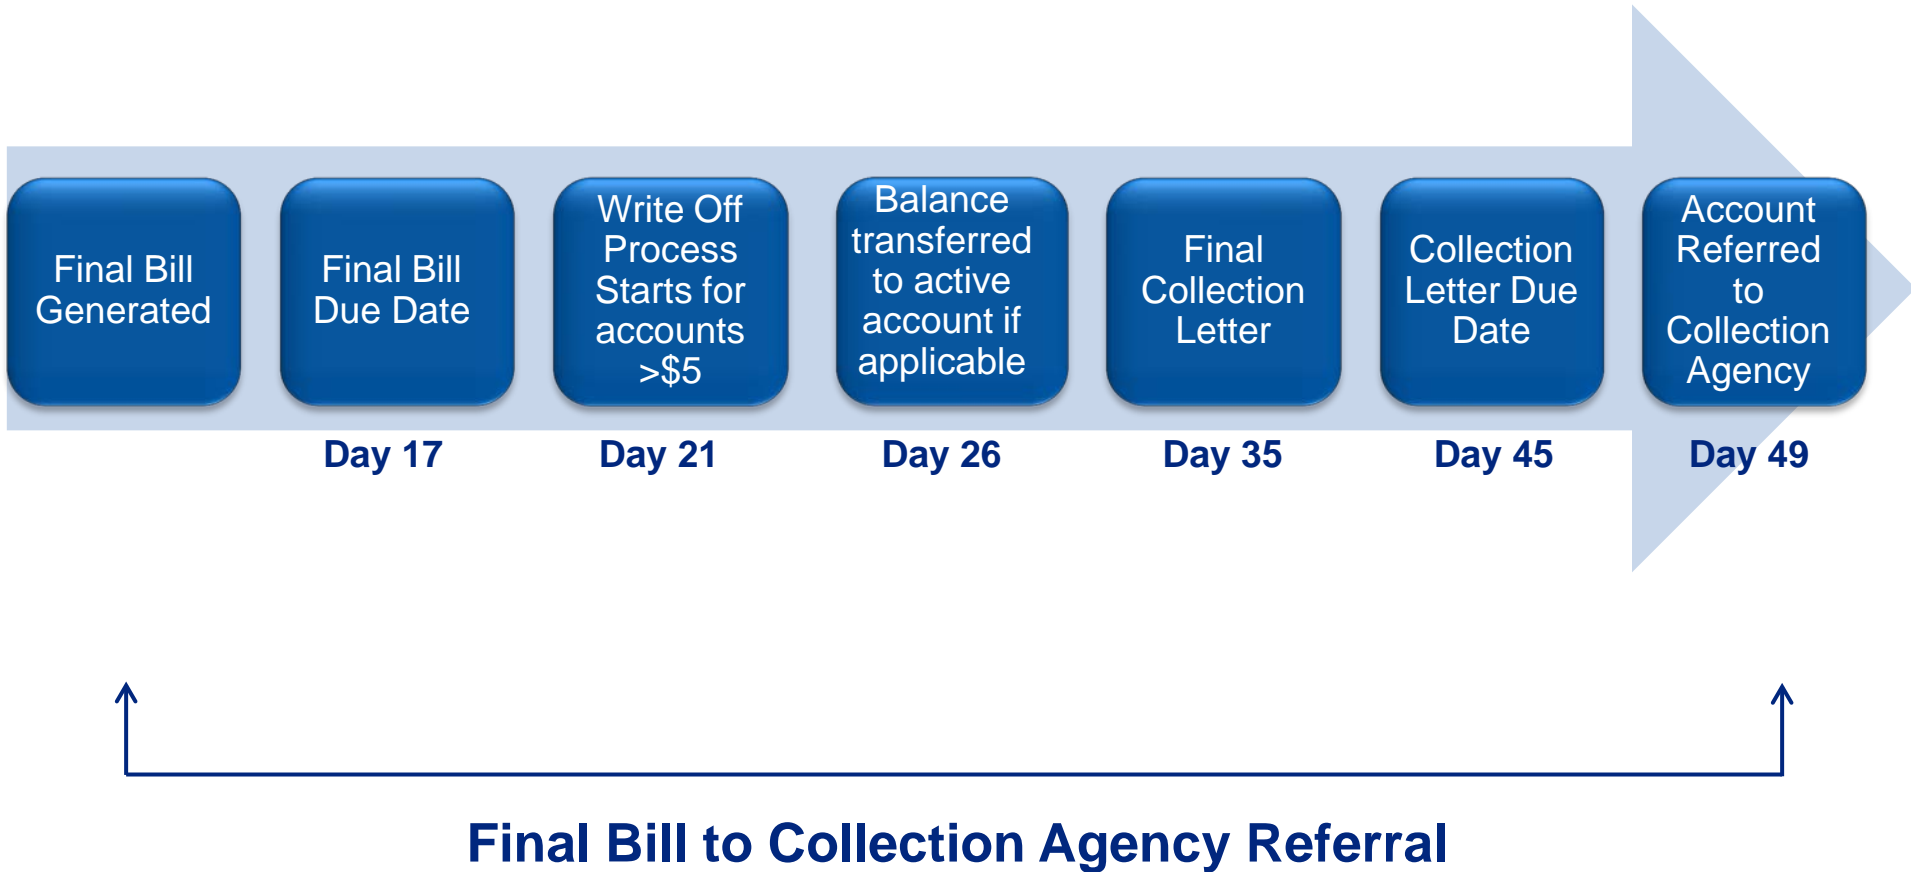 Final Bill
Generated
Final Bill
Due Date
Write Off
Process
Starts for
accounts
>$5
Balance
transferred
to active
account if
applicable
Final
Collection
Letter
Collection
Letter Due
Date
Account
Referred
to
Collection
Agency
Day 17
Day 21
Day 26
Day 35
Day 45
Day 49
Final Bill to Collection Agency Referral